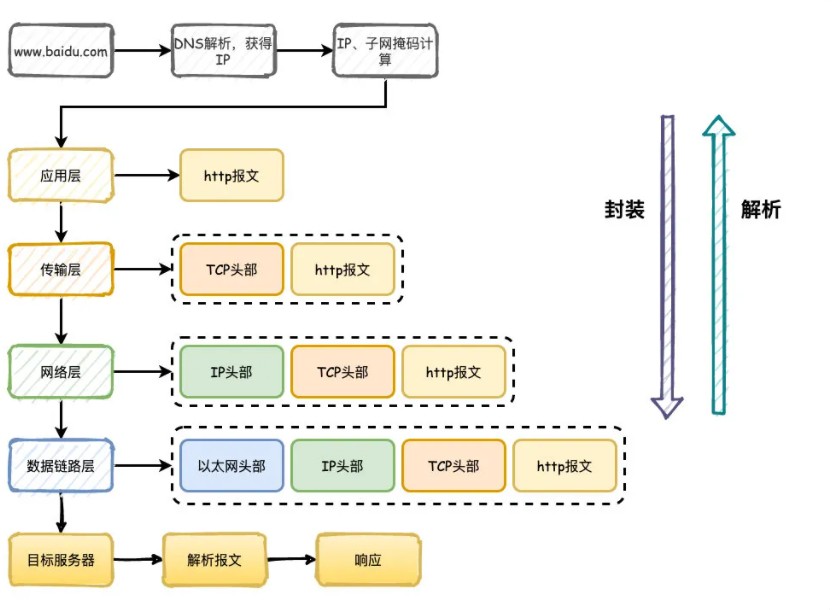 www.baidu.com
DNS解析，获得
IP
IP、子网掩码计
算
应用层
http报文
封装
解析
传输层
TCP头部
http报文
网络层
IP头部
TCP头部
http报文
数据链路层
以太网头部
IP头部
TCP头部
http报文
目标服务器
解析报文
响应